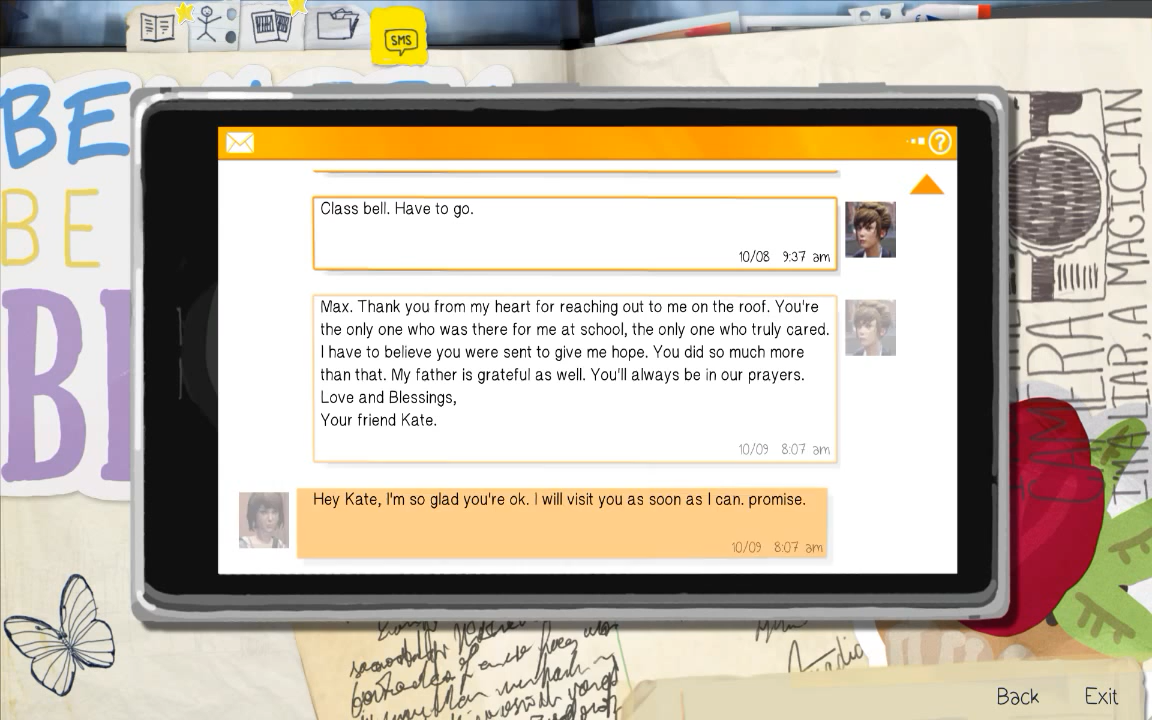 SMS
BE
BE
Class bell. Have to go.
10/08 9:37 am
Max. Thank you from my heart for reaching out to me on the roof. You're
the only one who was there for me at school, the only one who truly cared.
I have to believe you were sent to give me hope. You did so much more
than that. My father is grateful as well. You'll always be in our prayers.
Love and Blessings,
Your friend Kate.
10/09 8:07 am
Hey Kate, I'm so glad you're ok. I will visit you as soon as I can. promise.
10/09 8:07 am
CAMERA
I'M A LIAR, A MAGICIAN
Back Exit